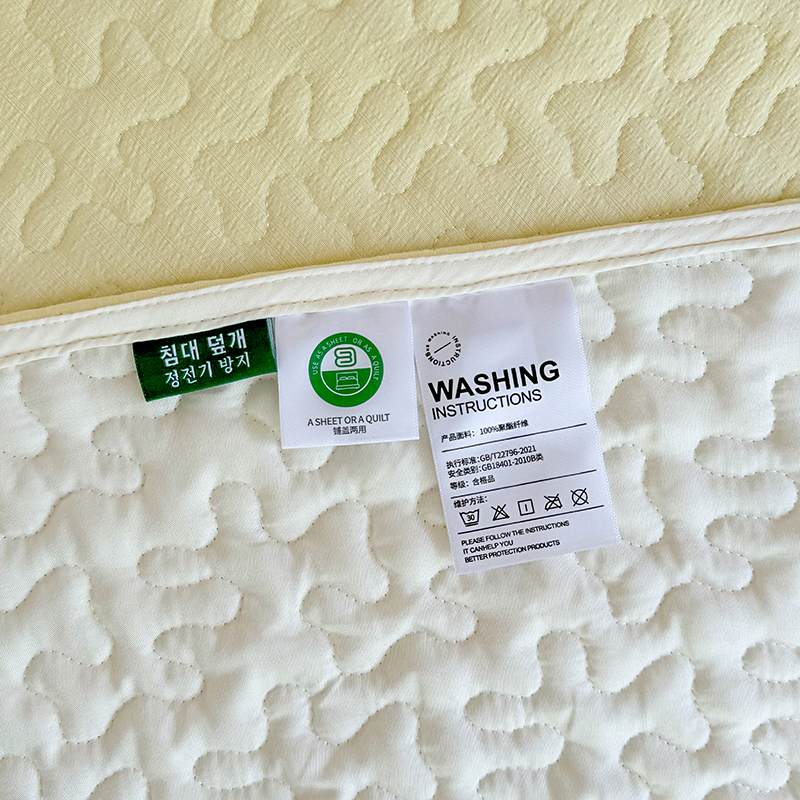 침대 덮개
정전기 방지
USE AS A SHEET OR AS A QUILT
A SHEET OR A QUILT
铺盖两用
WASHING INSTRUCTIONS
WASHING
INSTRUCTIONS
产品面料：100%聚酯纤维
执行标准：GB/T22796-2021
安全类别：GB18401-2010B类
等级：合格品
维护方法：
30
PLEASE FOLLOW THE INSTRUCTIONS
IT CANHELP YOU
BETTER PROTECTION PRODUCTS